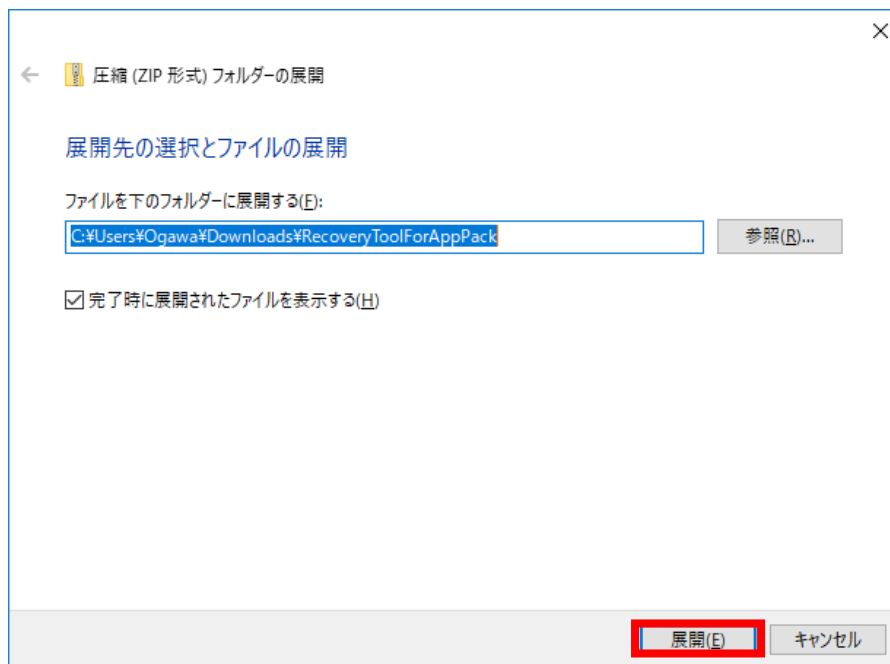 圧縮 (ZIP 形式) フォルダーの展開
展開先の選択とファイルの展開
ファイルを下のフォルダーに展開する(F):
C:¥Users¥Ogawa¥Downloads¥RecoveryToolForAppPack
参照(R)...
完了時に展開されたファイルを表示する(H)
展開(E)
キャンセル